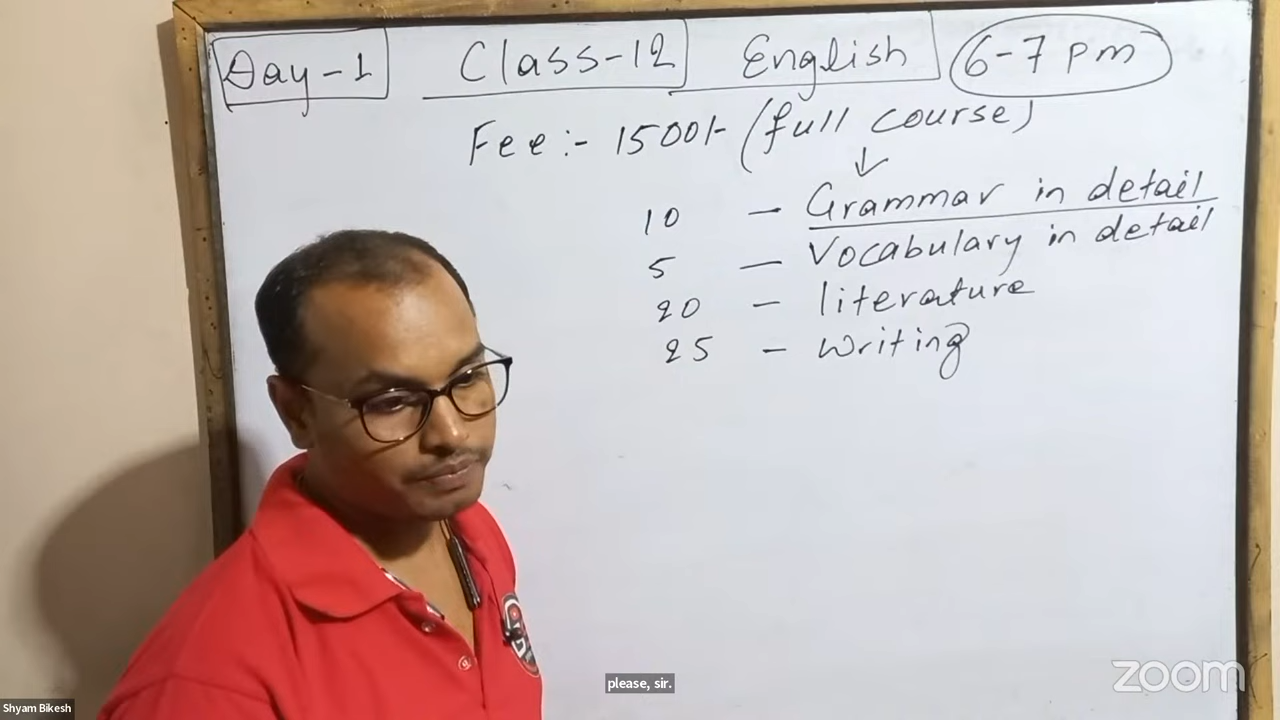 Day-1 Class-12 English 6-7 pm
Fee:- 1500/- (full course)
↓
10 - Grammar in detail
5 - Vocabulary in detail
20 - literature
25 - writing
please, sir.
zoom
Shyam Bikesh